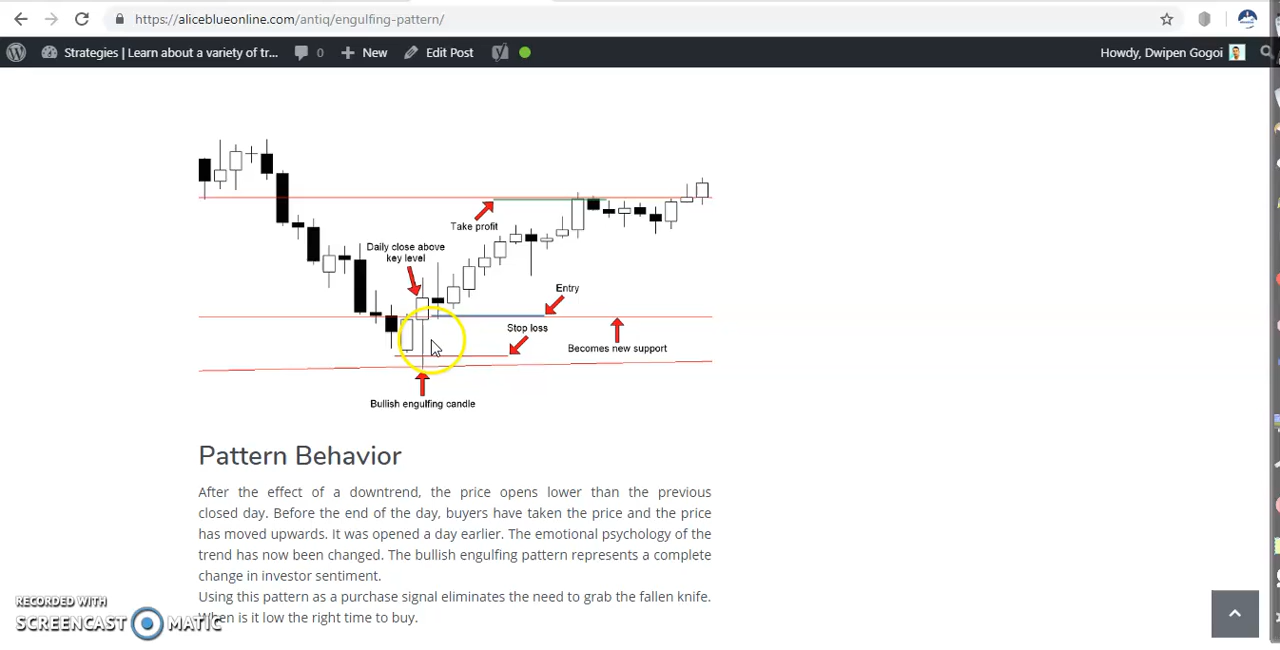 https://aliceblueonline.com/antiq/engulfing-pattern/
Strategies | Learn about a variety of tr... 0 New Edit Post Howdy, Dwipen Gogoi
Take profit
Daily close above
key level
Entry
Stop loss
Becomes new support
Bullish engulfing candle
Pattern Behavior
After the effect of a downtrend, the price opens lower than the previous
closed day. Before the end of the day, buyers have taken the price and the price
has moved upwards. It was opened a day earlier. The emotional psychology of the
trend has now been changed. The bullish engulfing pattern represents a complete
change in investor sentiment.
Using this pattern as a purchase signal eliminates the need to grab the fallen knife.
When is it low the right time to buy.
RECORDED WITH
SCREENCAST MATIC